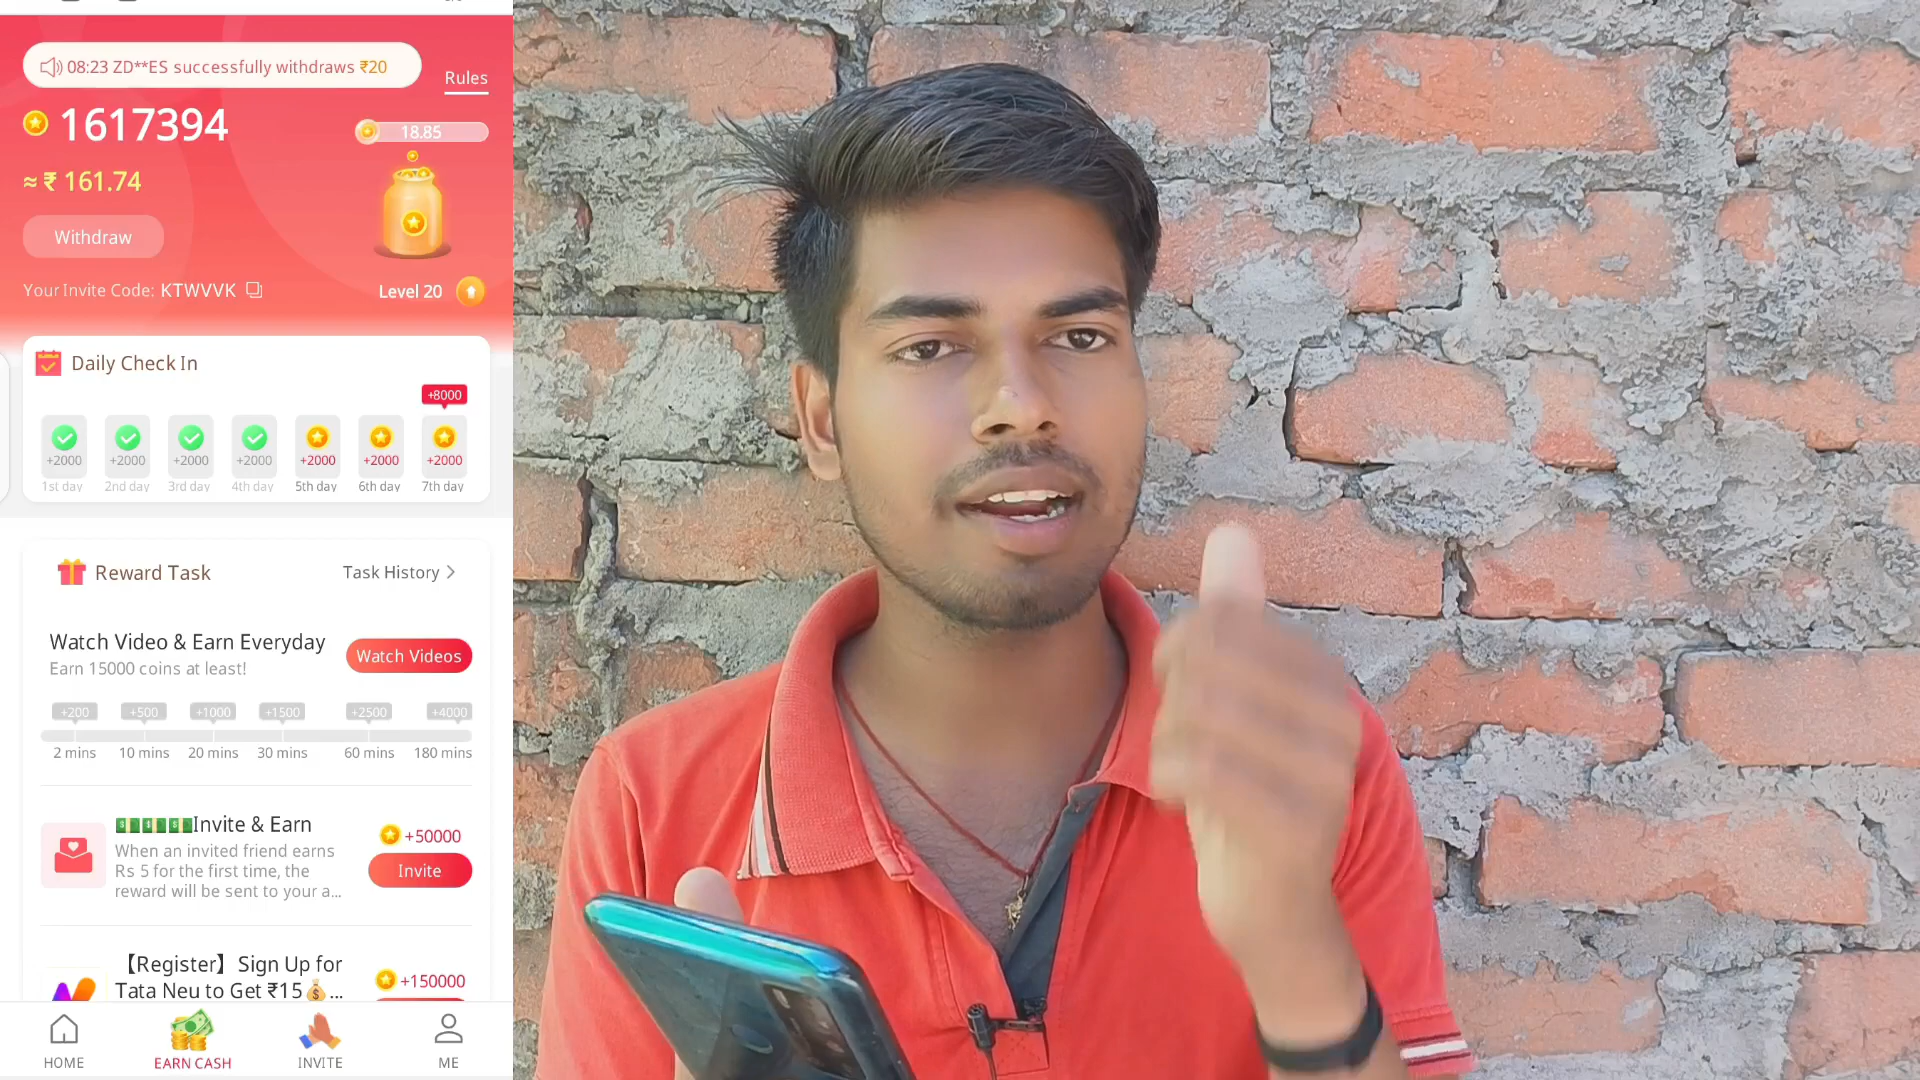 08:23 ZD**ES successfully withdraws ₹20
Rules
1617394
18.85
≈ ₹ 161.74
Withdraw
Your Invite Code: KTWVVK
Level 20
Daily Check In
+8000
+2000 +2000 +2000 +2000 +2000 +2000 +2000
1st day 2nd day 3rd day 4th day 5th day 6th day 7th day
Reward Task
Task History >
Watch Video & Earn Everyday
Earn 15000 coins at least!
Watch Videos
+200 +500 +1000 +1500 +2500 +4000
2 mins 10 mins 20 mins 30 mins 60 mins 180 mins
💵💵💵Invite & Earn
When an invited friend earns
Rs 5 for the first time, the
reward will be sent to your a...
+50000
Invite
【Register】Sign Up for
Tata Neu to Get ₹15💰...
+150000
HOME
EARN CASH
INVITE
ME